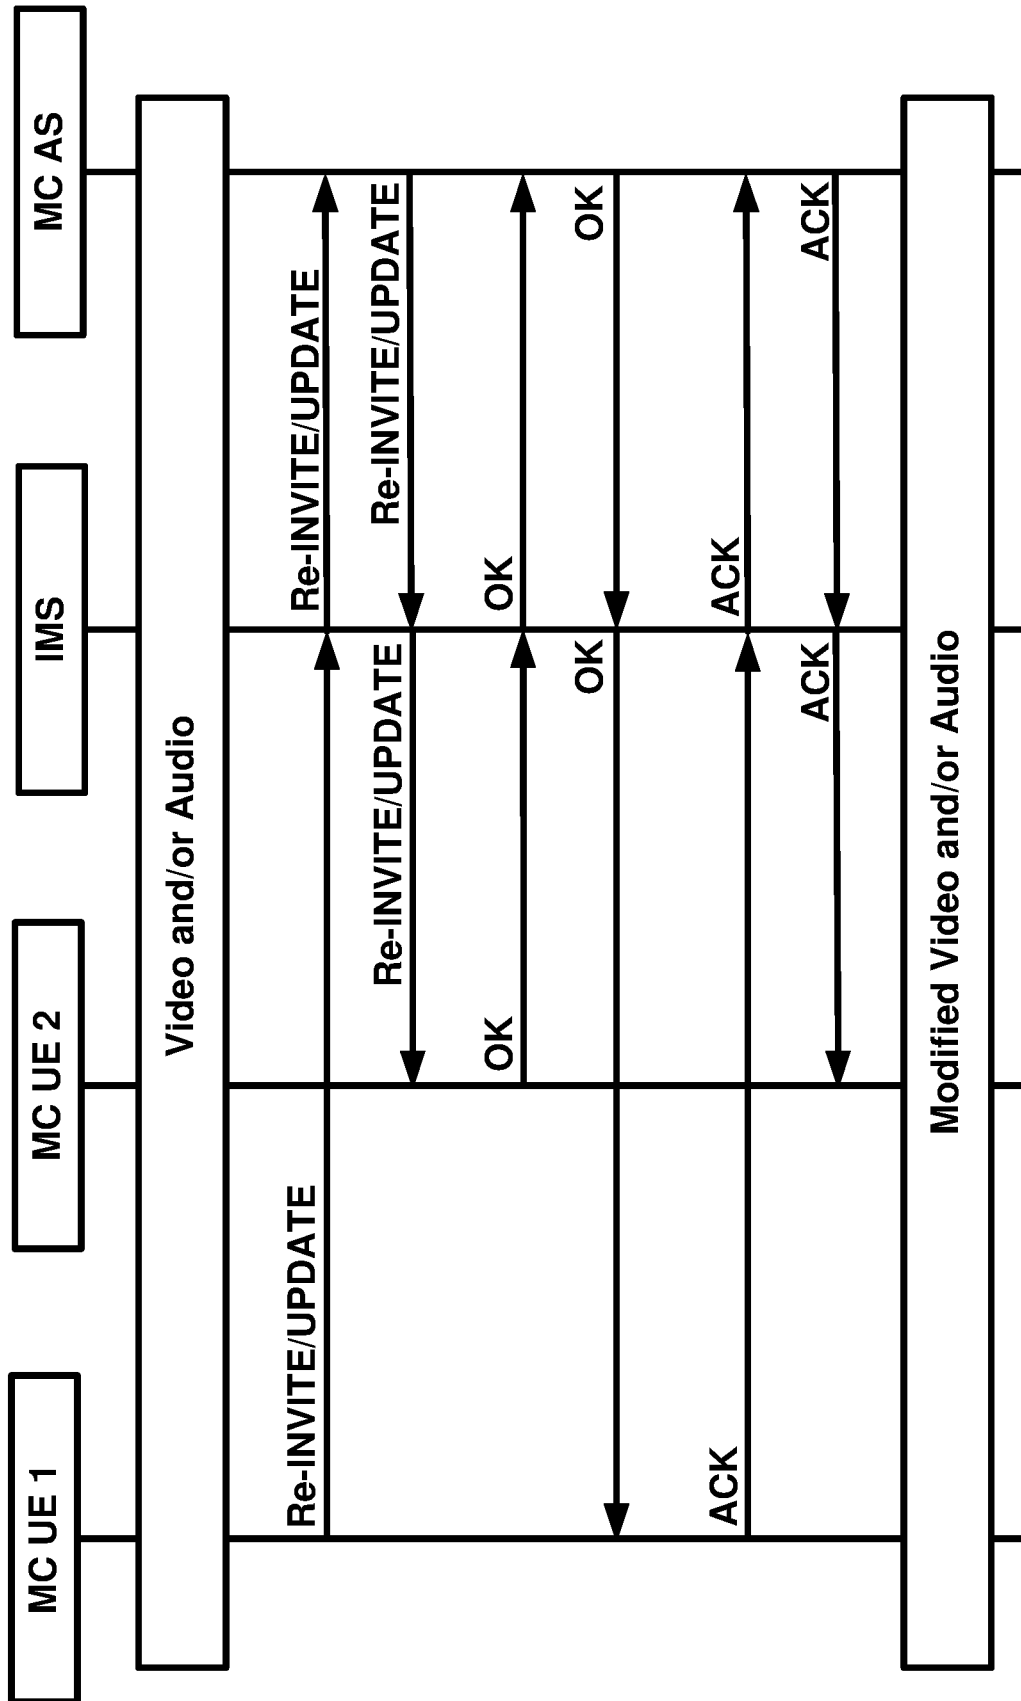 MC UE 1
MC UE 2
IMS
MC AS
Video and/or Audio
Re-INVITE/UPDATE
Re-INVITE/UPDATE
Re-INVITE/UPDATE
Re-INVITE/UPDATE
OK
OK
OK
OK
ACK
ACK
ACK
ACK
Modified Video and/or Audio